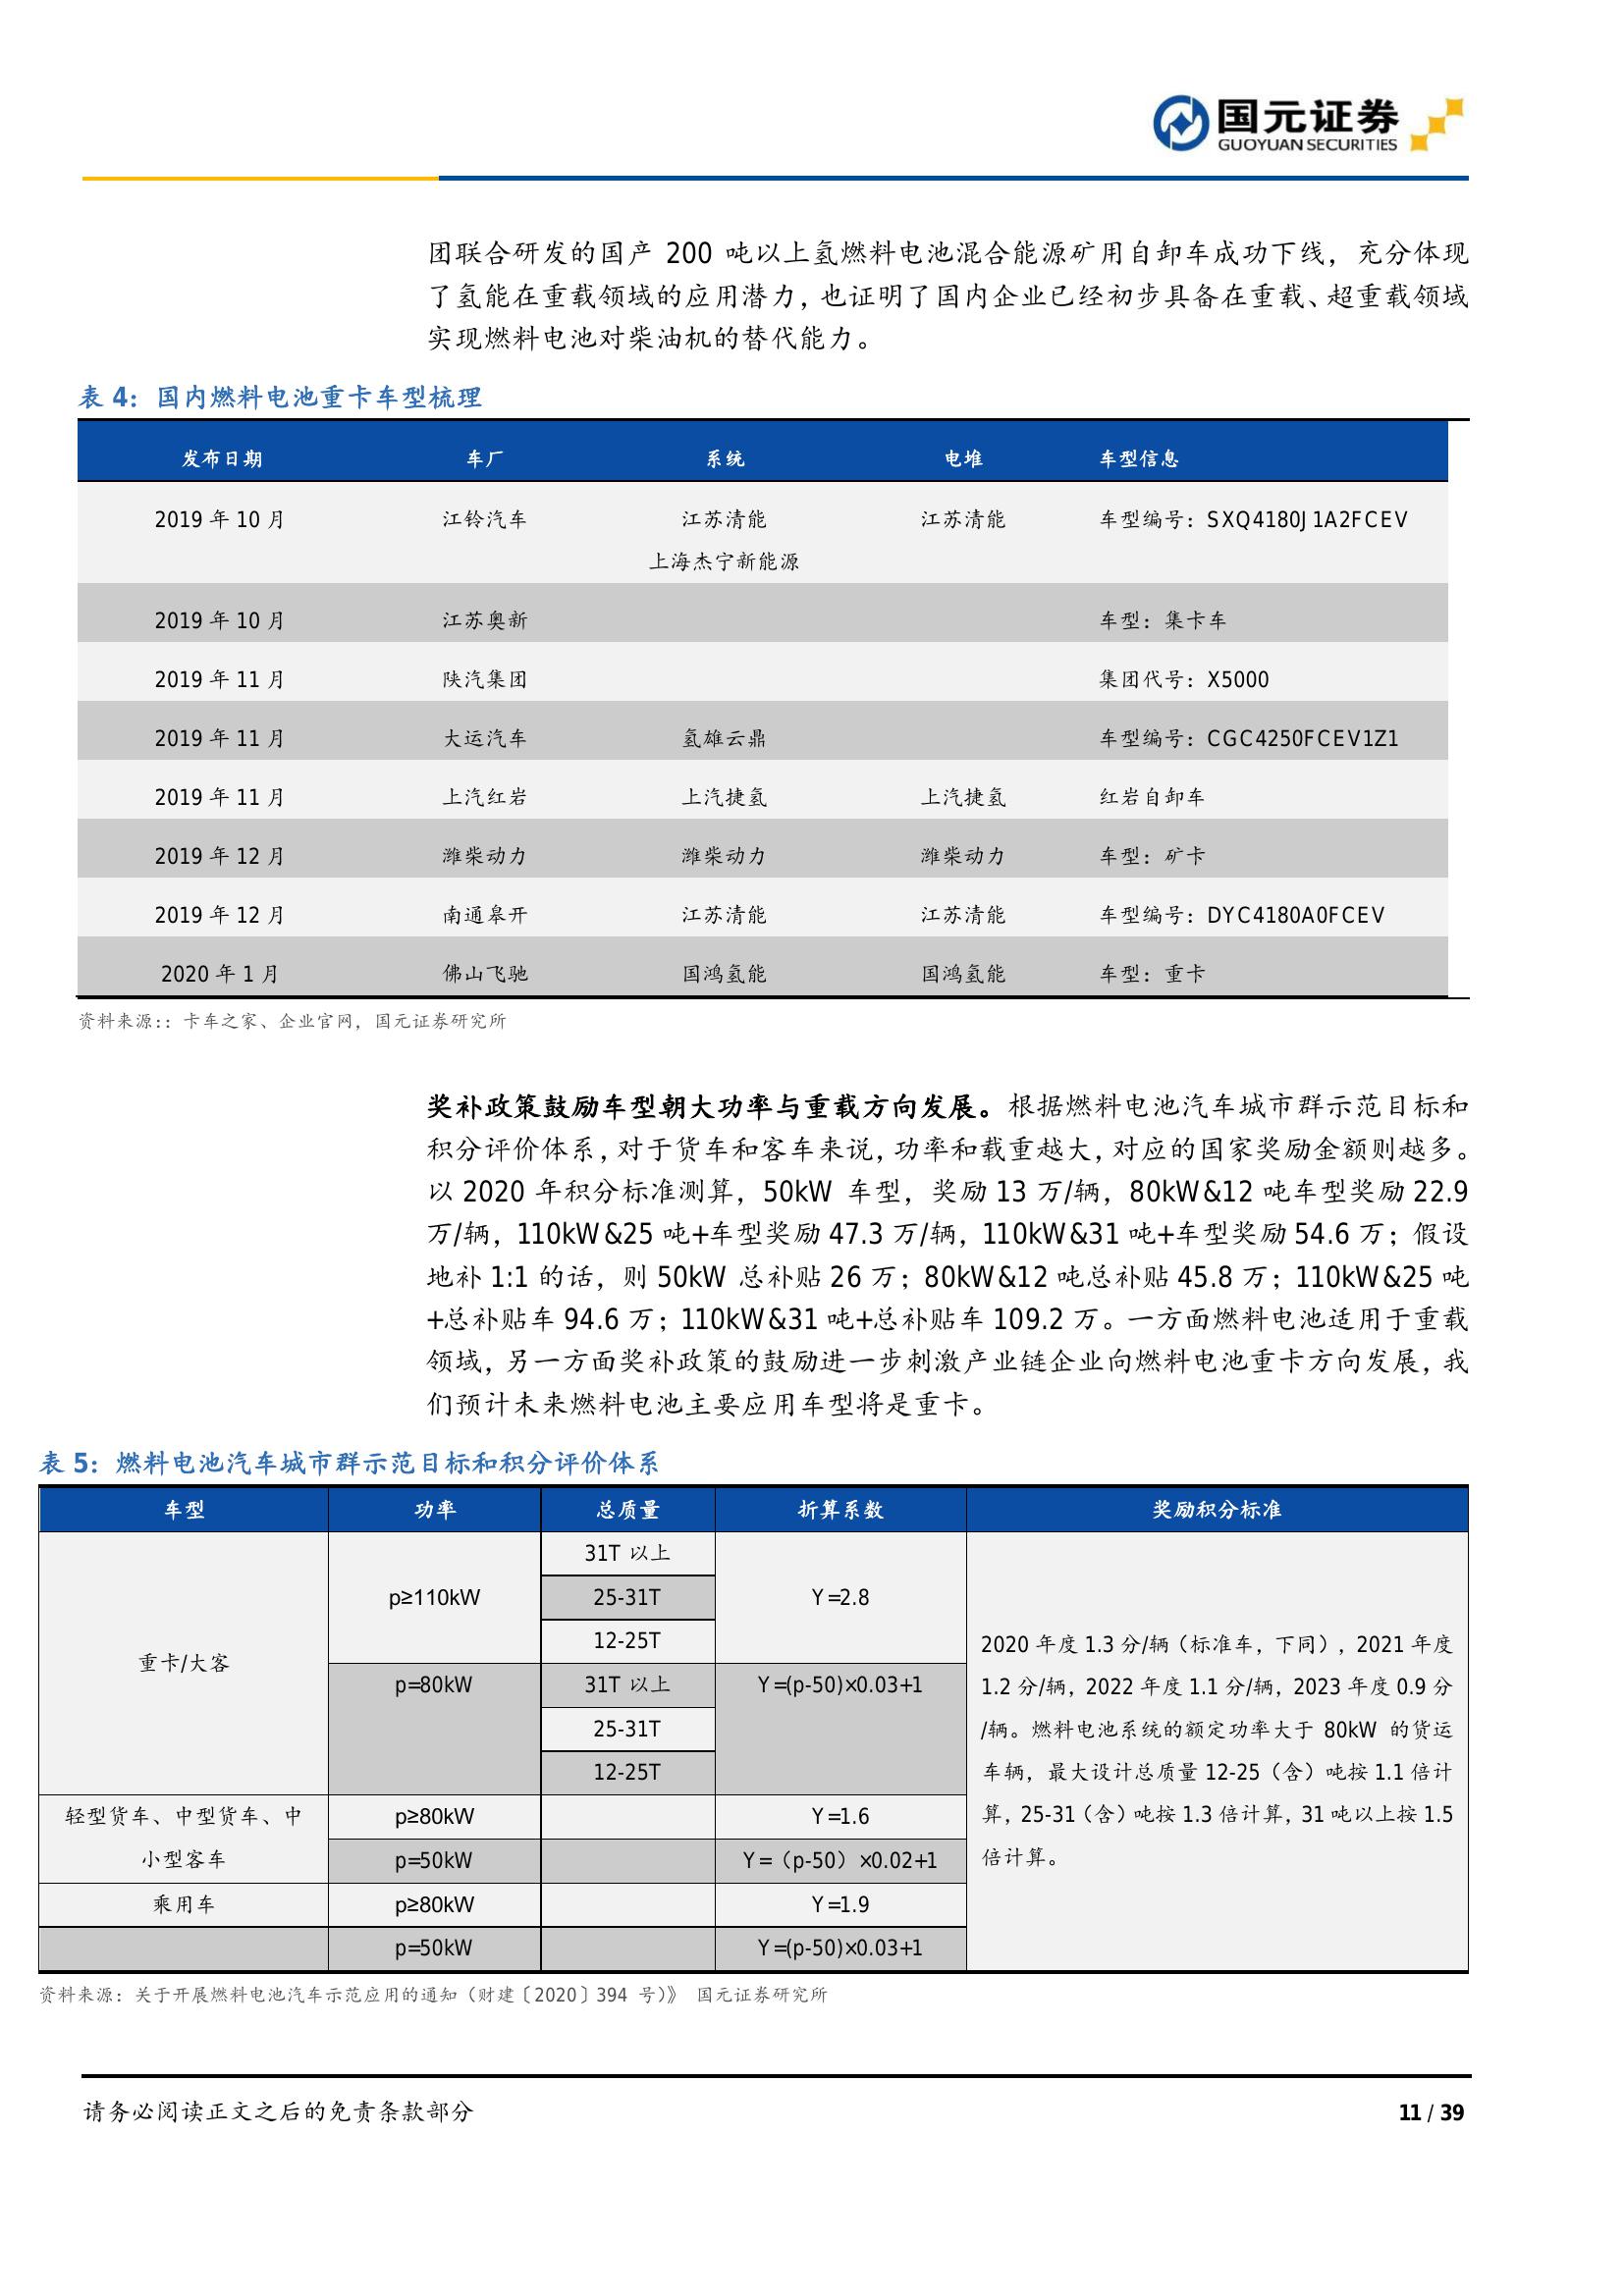 国元证券
GUOYUAN SECURITIES
团联合研发的国产 200 吨以上氢燃料电池混合能源矿用自卸车成功下线，充分体现
了氢能在重载领域的应用潜力，也证明了国内企业已经初步具备在重载、超重载领域
实现燃料电池对柴油机的替代能力。
表 4：国内燃料电池重卡车型梳理
发布日期 车厂 系统 电堆 车型信息
2019 年 10 月 江铃汽车 江苏清能 江苏清能 车型编号：SXQ4180J1A2FCEV
上海杰宁新能源
2019 年 10 月 江苏奥新 车型：集卡车
2019 年 11 月 陕汽集团 集团代号：X5000
2019 年 11 月 大运汽车 氢雄云鼎 车型编号：CGC4250FCEV1Z1
2019 年 11 月 上汽红岩 上汽捷氢 上汽捷氢 红岩自卸车
2019 年 12 月 潍柴动力 潍柴动力 潍柴动力 车型：矿卡
2019 年 12 月 南通皋开 江苏清能 江苏清能 车型编号：DYC4180A0FCEV
2020 年 1 月 佛山飞驰 国鸿氢能 国鸿氢能 车型：重卡
资料来源:：卡车之家、企业官网，国元证券研究所
奖补政策鼓励车型朝大功率与重载方向发展。根据燃料电池汽车城市群示范目标和
积分评价体系，对于货车和客车来说，功率和载重越大，对应的国家奖励金额则越多。
以 2020 年积分标准测算，50kW 车型，奖励 13 万/辆，80kW&12 吨车型奖励 22.9
万/辆，110kW&25 吨+车型奖励 47.3 万/辆，110kW&31 吨+车型奖励 54.6 万；假设
地补 1:1 的话，则 50kW 总补贴 26 万；80kW&12 吨总补贴 45.8 万；110kW&25 吨
+总补贴车 94.6 万；110kW&31 吨+总补贴车 109.2 万。一方面燃料电池适用于重载
领域，另一方面奖补政策的鼓励进一步刺激产业链企业向燃料电池重卡方向发展，我
们预计未来燃料电池主要应用车型将是重卡。
表 5：燃料电池汽车城市群示范目标和积分评价体系
车型 功率 总质量 折算系数 奖励积分标准
重卡/大客
p≥110kW
31T 以上
25-31T
12-25T
Y=2.8
p=80kW
31T 以上
25-31T
12-25T
Y=(p-50)×0.03+1
轻型货车、中型货车、中
小型客车
p≥80kW Y=1.6
p=50kW Y=（p-50）×0.02+1
乘用车 p≥80kW Y=1.9
p=50kW Y=(p-50)×0.03+1
2020 年度 1.3 分/辆（标准车，下同），2021 年度
1.2 分/辆，2022 年度 1.1 分/辆，2023 年度 0.9 分
/辆。燃料电池系统的额定功率大于 80kW 的货运
车辆，最大设计总质量 12-25（含）吨按 1.1 倍计
算，25-31（含）吨按 1.3 倍计算，31 吨以上按 1.5
倍计算。
资料来源：关于开展燃料电池汽车示范应用的通知（财建〔2020〕394 号)》 国元证券研究所
请务必阅读正文之后的免责条款部分 11 / 39